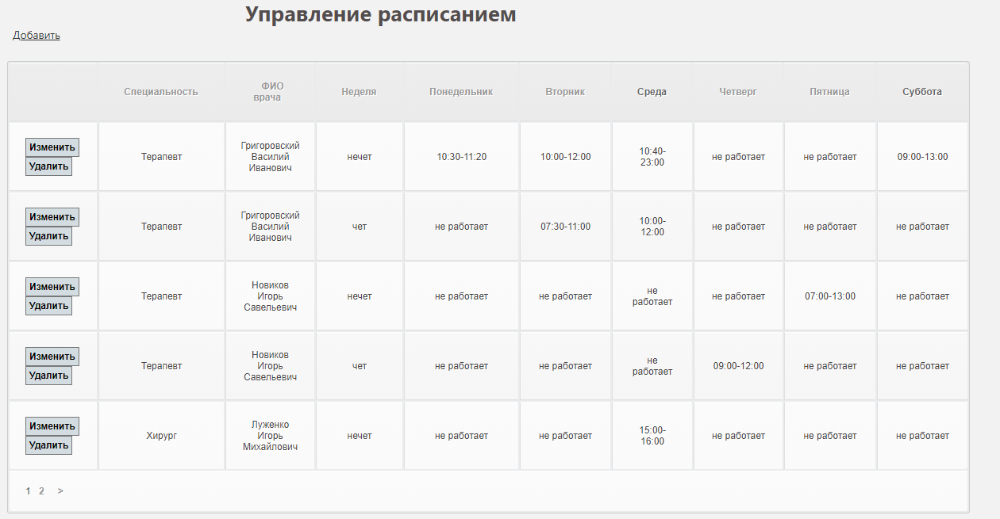 Управление расписанием
Добавить
Специальность ФИО врача Неделя Понедельник Вторник Среда Четверг Пятница Суббота
Изменить Удалить Терапевт Григоровский Василий Иванович нечет 10:30-11:20 10:00-12:00 10:40-23:00 не работает не работает 09:00-13:00
Изменить Удалить Терапевт Григоровский Василий Иванович чет не работает 07:30-11:00 10:00-12:00 не работает не работает не работает
Изменить Удалить Терапевт Новиков Игорь Савельевич нечет не работает не работает не работает не работает 07:00-13:00 не работает
Изменить Удалить Терапевт Новиков Игорь Савельевич чет не работает не работает не работает 09:00-12:00 не работает не работает
Изменить Удалить Хирург Луженко Игорь Михайлович нечет не работает не работает 15:00-16:00 не работает не работает не работает
1 2 >